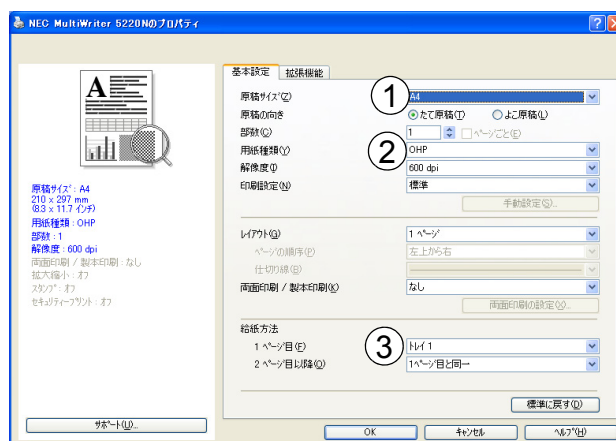 NEC MultiWriter 5220Nのプロパティ
基本設定 拡張機能
原稿サイズ(Z) ① A4
原稿の向き たて原稿(T) よこ原稿(L)
部数(C) 1 ページごと(E)
用紙種類(Y) ② OHP
解像度(I) 600 dpi
印刷設定(N) 標準
手動設定(S)...
レイアウト(G) 1 ページ
ページの順序(P) 左上から右
仕切り線(B)
両面印刷 / 製本印刷(K) なし
両面印刷の設定(X)...
給紙方法
1 ページ目(F) ③ トレイ 1
2 ページ目以降(O) 1ページ目と同一
標準に戻す(D)
A
原稿サイズ : A4
210 x 297 mm
(8.3 x 11.7 インチ)
用紙種類 : OHP
部数 : 1
解像度 : 600 dpi
両面印刷 / 製本印刷 : なし
拡大縮小 : オフ
スタンプ : オフ
セキュリティープリント : オフ
サポート(U)...
OK キャンセル ヘルプ(H)